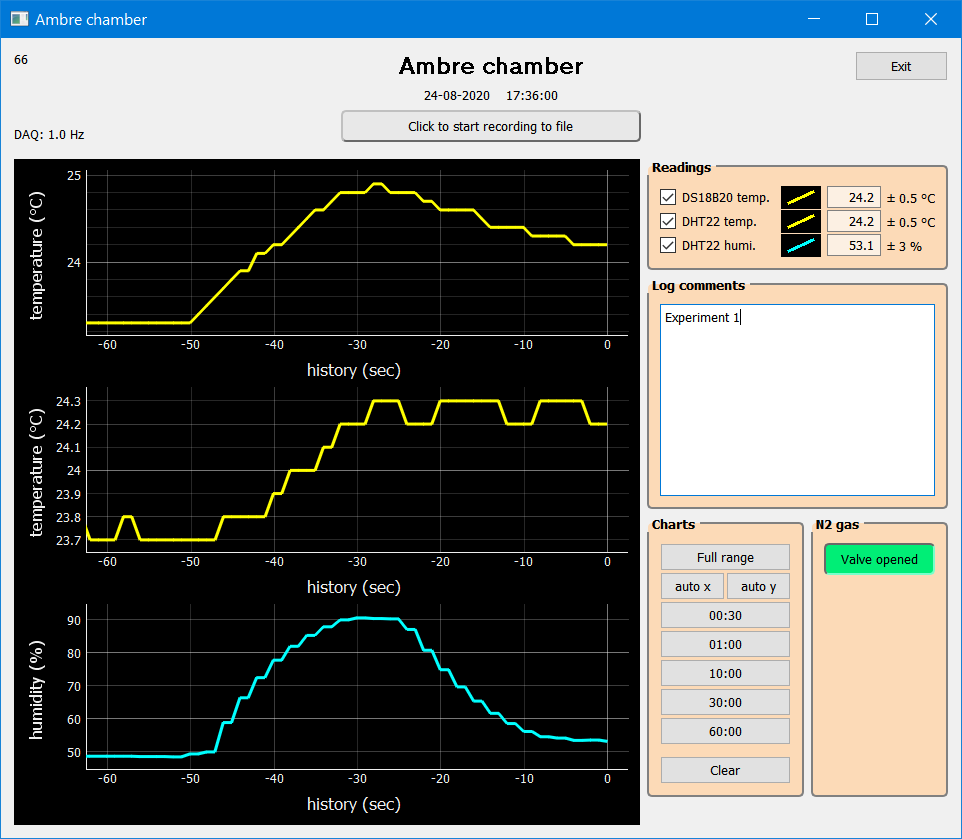 Ambre chamber
66
Ambre chamber
Exit
24-08-2020 17:36:00
Click to start recording to file
DAQ: 1.0 Hz
25
24
temperature (°C)
-60 -50 -40 -30 -20 -10 0
history (sec)
24.3
24.2
24.1
24
23.9
23.8
23.7
temperature (°C)
-60 -50 -40 -30 -20 -10 0
history (sec)
90
80
70
60
50
humidity (%)
-60 -50 -40 -30 -20 -10 0
history (sec)
Readings
DS18B20 temp. 24.2 ± 0.5 °C
DHT22 temp. 24.2 ± 0.5 °C
DHT22 humi. 53.1 ± 3 %
Log comments
Experiment 1
Charts
Full range
auto x auto y
00:30
01:00
10:00
30:00
60:00
Clear
N2 gas
Valve opened